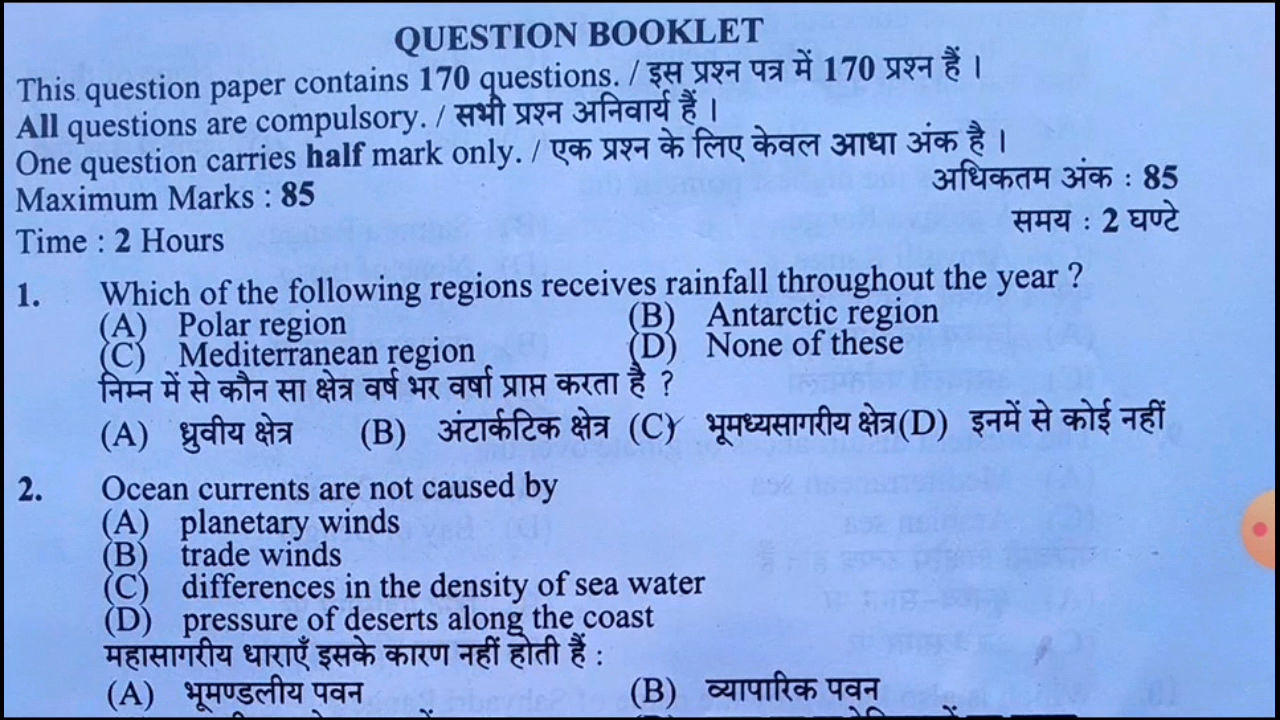 QUESTION BOOKLET
This question paper contains 170 questions. / इस प्रश्न पत्र में 170 प्रश्न हैं ।
All questions are compulsory. / सभी प्रश्न अनिवार्य हैं ।
One question carries half mark only. / एक प्रश्न के लिए केवल आधा अंक है ।
Maximum Marks : 85 अधिकतम अंक : 85
Time : 2 Hours समय : 2 घण्टे
1. Which of the following regions receives rainfall throughout the year ?
(A) Polar region (B) Antarctic region
(C) Mediterranean region (D) None of these
निम्न में से कौन सा क्षेत्र वर्ष भर वर्षा प्राप्त करता है ?
(A) ध्रुवीय क्षेत्र (B) अंटार्कटिक क्षेत्र (C) भूमध्यसागरीय क्षेत्र(D) इनमें से कोई नहीं
2. Ocean currents are not caused by
(A) planetary winds
(B) trade winds
(C) differences in the density of sea water
(D) pressure of deserts along the coast
महासागरीय धाराएँ इसके कारण नहीं होती हैं :
(A) भूमण्डलीय पवन (B) व्यापारिक पवन